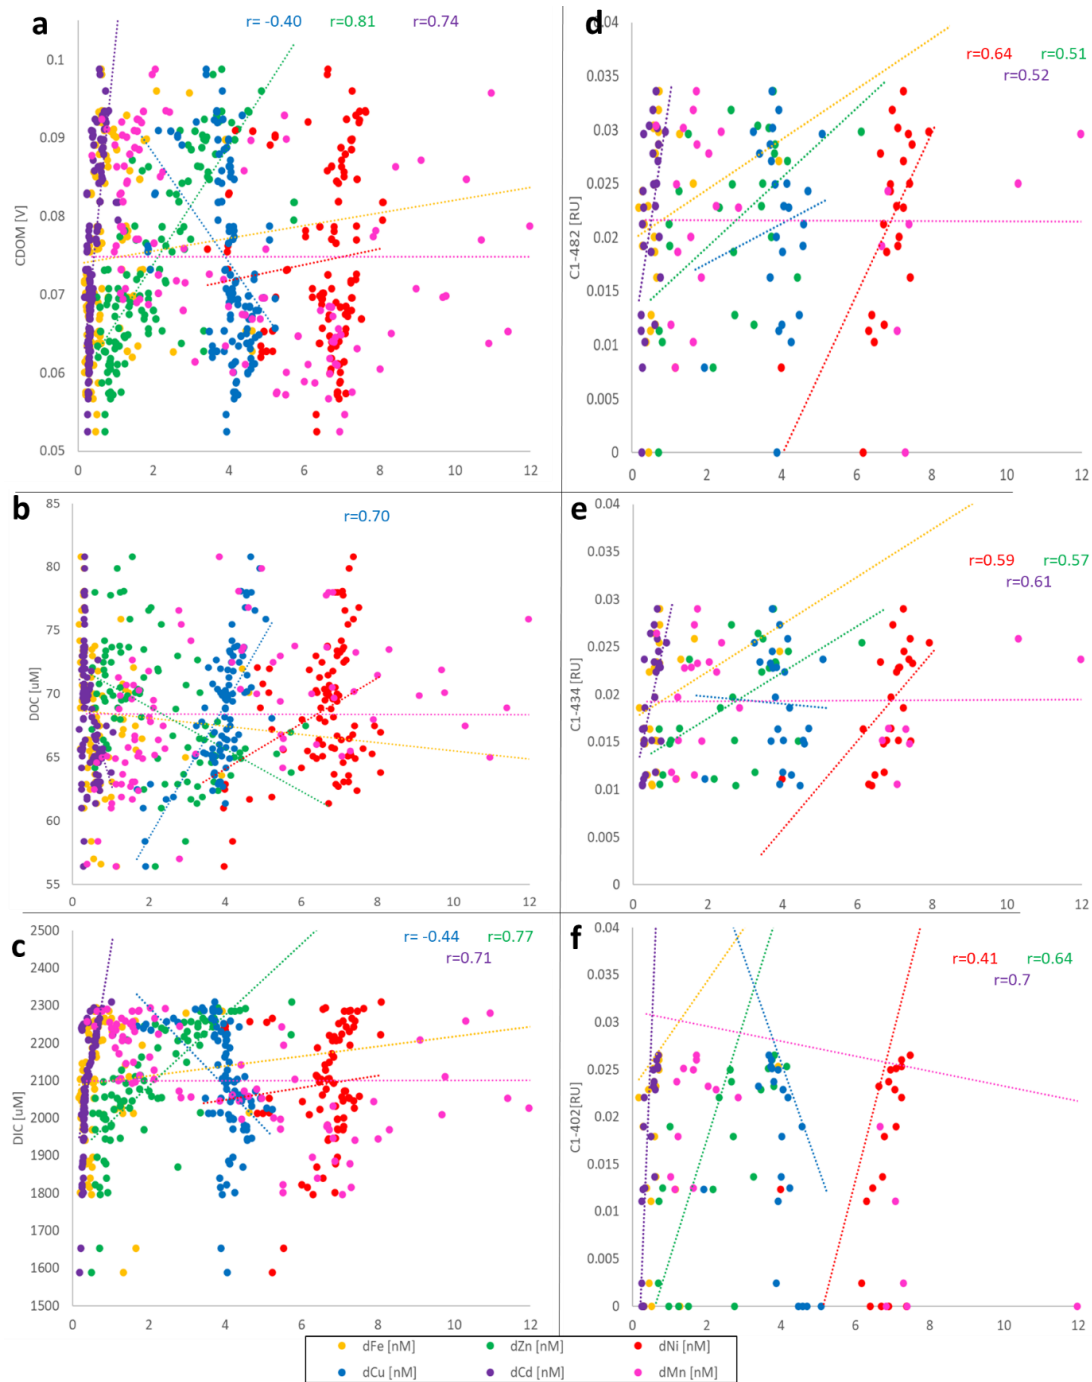 a
r= -0.40 r=0.81 r=0.74
CDDOM [V]
0.1
0.09
0.08
0.07
0.06
0.05
0 2 4 6 8 10 12
d
r=0.64 r=0.51
r=0.52
C1-482 [RU]
0.04
0.035
0.03
0.025
0.02
0.015
0.01
0.005
0
0 2 4 6 8 10 12
b
r=0.70
DOC [uM]
85
80
75
70
65
60
55
0 2 4 6 8 10 12
e
r=0.59 r=0.57
r=0.61
C1-434 [RU]
0.04
0.035
0.03
0.025
0.02
0.015
0.01
0.005
0
0 2 4 6 8 10 12
c
r= -0.44 r=0.77
r=0.71
DIC [uM]
2500
2400
2300
2200
2100
2000
1900
1800
1700
1600
1500
0 2 4 6 8 10 12
f
r=0.41 r=0.64
r=0.7
C1-402[RU]
0.04
0.035
0.03
0.025
0.02
0.015
0.01
0.005
0
0 2 4 6 8 10 12
dFe [nM] dZn [nM] dNi [nM]
dCu [nM] dCd [nM] dMn [nM]